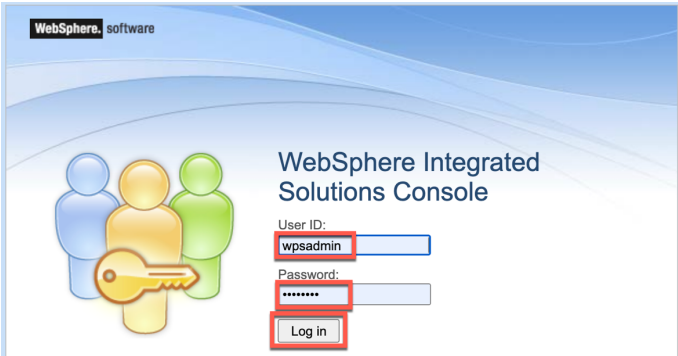 WebSphere. software
WebSphere Integrated
Solutions Console
User ID:
wpsadmin
Password:
••••••••
Log in